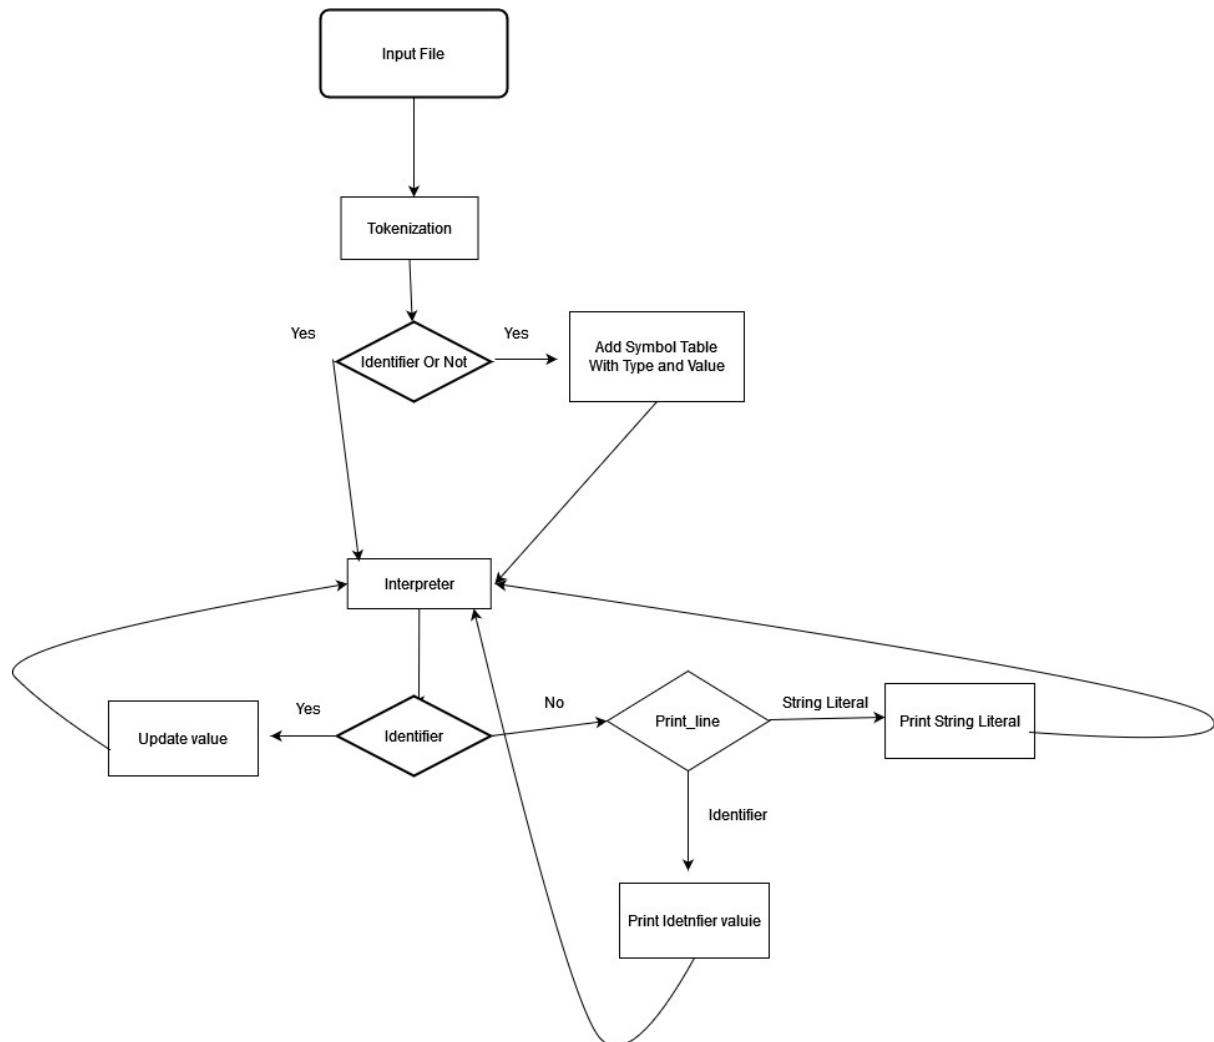 Input File
Tokenization
Yes
Identifier Or Not
Yes
Add Symbol Table
With Type and Value
Interpreter
Update value
Yes
Identifier
No
Print_line
String Literal
Print String Literal
Identifier
Print Idetnfier valuie